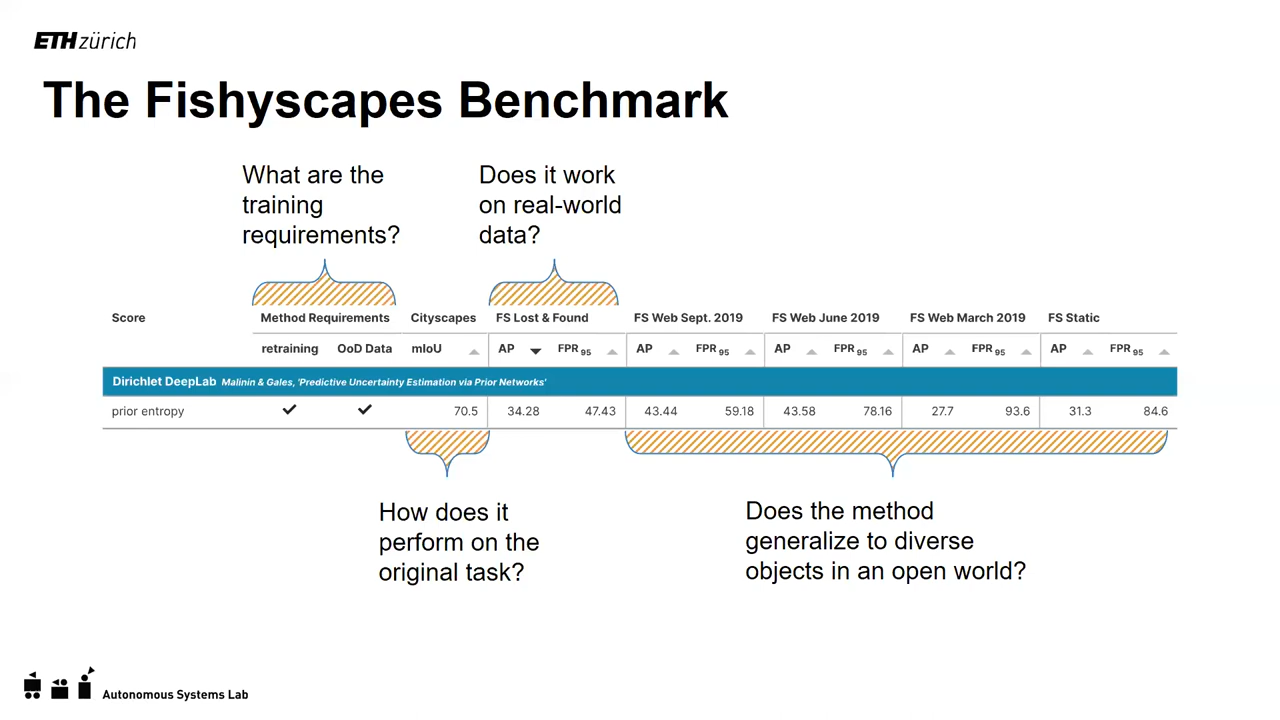 ETH zürich
The Fishyscapes Benchmark
What are the
training
requirements?
Does it work
on real-world
data?
Score Method Requirements Cityscapes FS Lost & Found FS Web Sept. 2019 FS Web June 2019 FS Web March 2019 FS Static
retraining OoD Data mIoU AP FPR 95 AP FPR 95 AP FPR 95 AP FPR 95 AP FPR 95
Dirichlet DeepLab Malinin & Gales, 'Predictive Uncertainty Estimation via Prior Networks'
prior entropy ✓ ✓ 70.5 34.28 47.43 43.44 59.18 43.58 78.16 27.7 93.6 31.3 84.6
How does it
perform on the
original task?
Does the method
generalize to diverse
objects in an open world?
Autonomous Systems Lab